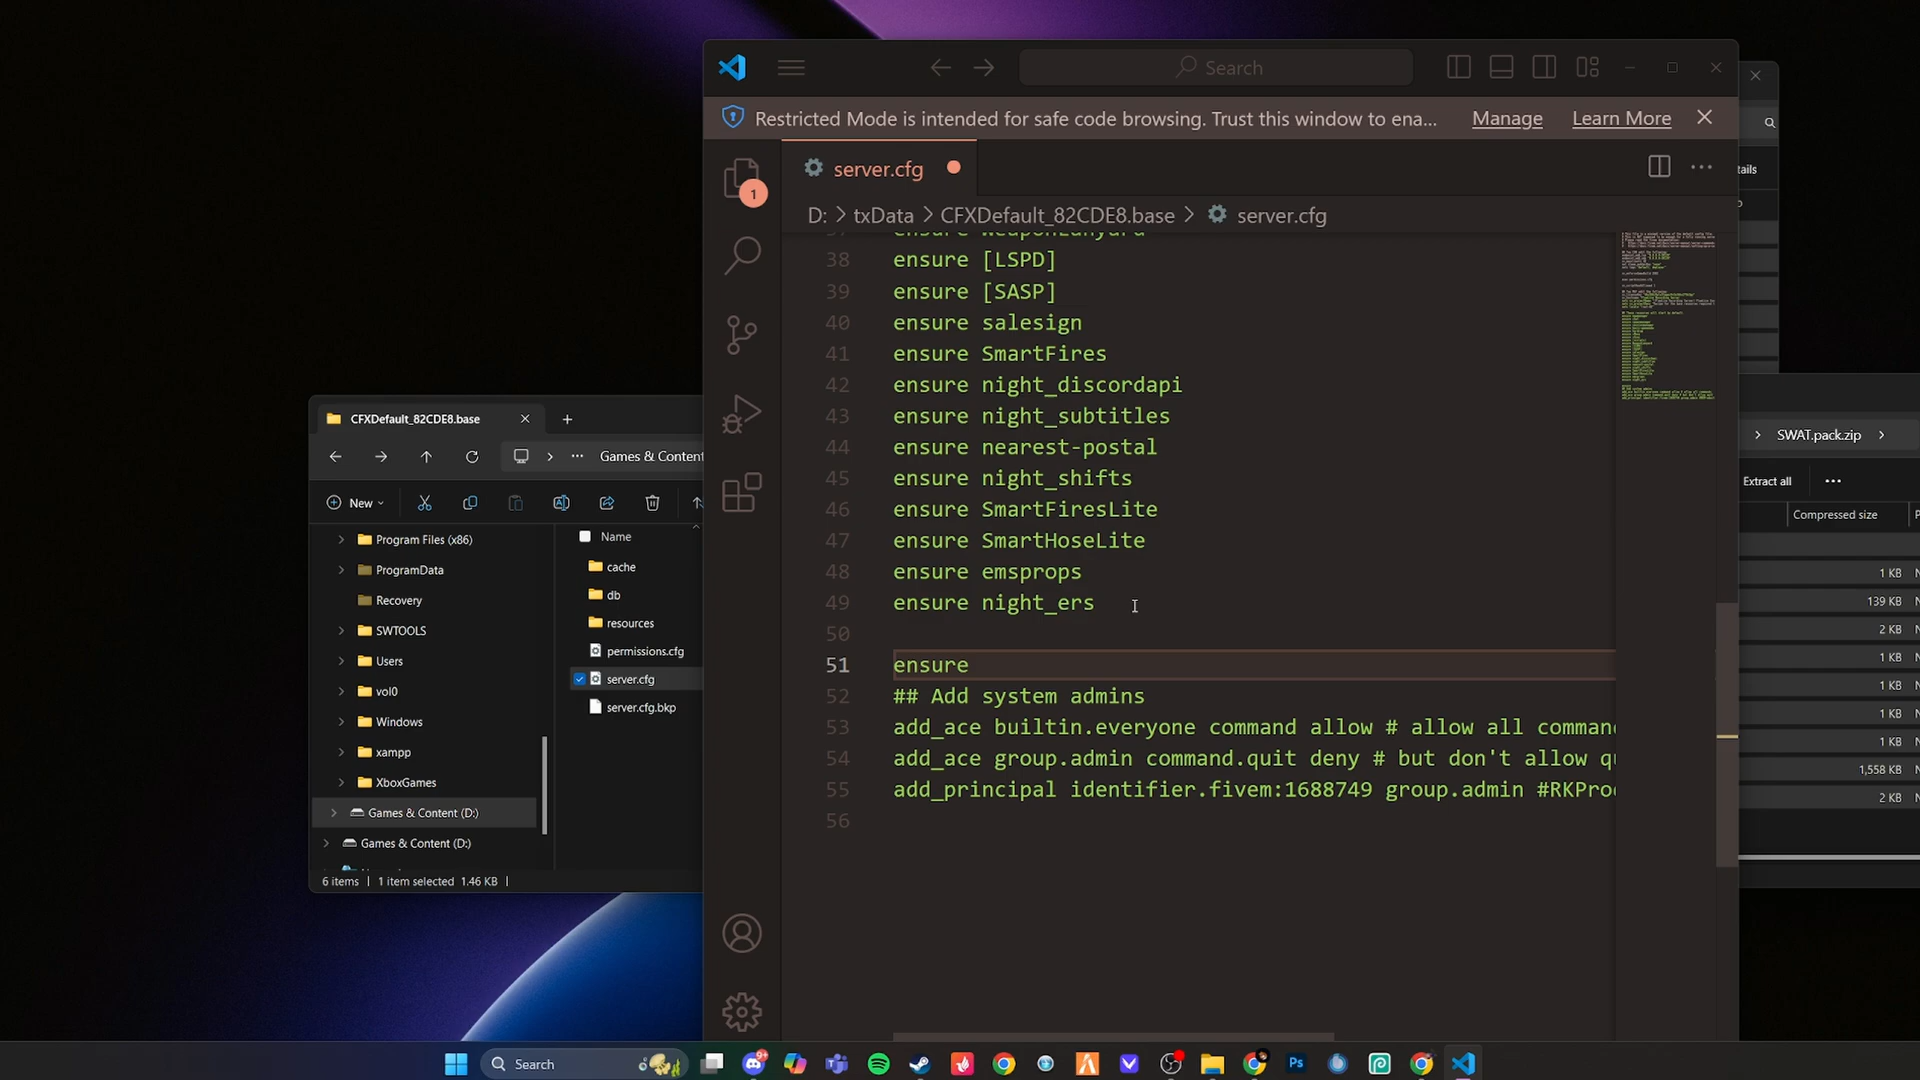 Search
Restricted Mode is intended for safe code browsing. Trust this window to ena... Manage Learn More
1
server.cfg
D: > txData > CFXDefault_82CDE8.base > server.cfg
38 ensure [LSPD]
39 ensure [SASP]
40 ensure salesign
41 ensure SmartFires
42 ensure night_discordapi
43 ensure night_subtitles
44 ensure nearest-postal
45 ensure night_shifts
46 ensure SmartFiresLite
47 ensure SmartHoseLite
48 ensure emsprops
49 ensure night_ers
50
51 ensure
52 ## Add system admins
53 add_ace builtin.everyone command allow # allow all comman
54 add_ace group.admin command.quit deny # but don't allow q
55 add_principal identifier.fivem:1688749 group.admin #RKPro
56
CFXDefault_82CDE8.base
Games & Content
New
Program Files (x86)
ProgramData
Recovery
SWTOOLS
Users
vol0
Windows
xampp
XboxGames
Games & Content (D:)
Games & Content (D:)
Name
cache
db
resources
permissions.cfg
server.cfg
server.cfg.bkp
6 items | 1 item selected 1.46 KB |
tails
SWAT.pack.zip
Extract all
Compressed size
1 KB
139 KB
2 KB
1 KB
1 KB
1 KB
1 KB
1,558 KB
2 KB
Search
9+
Ps